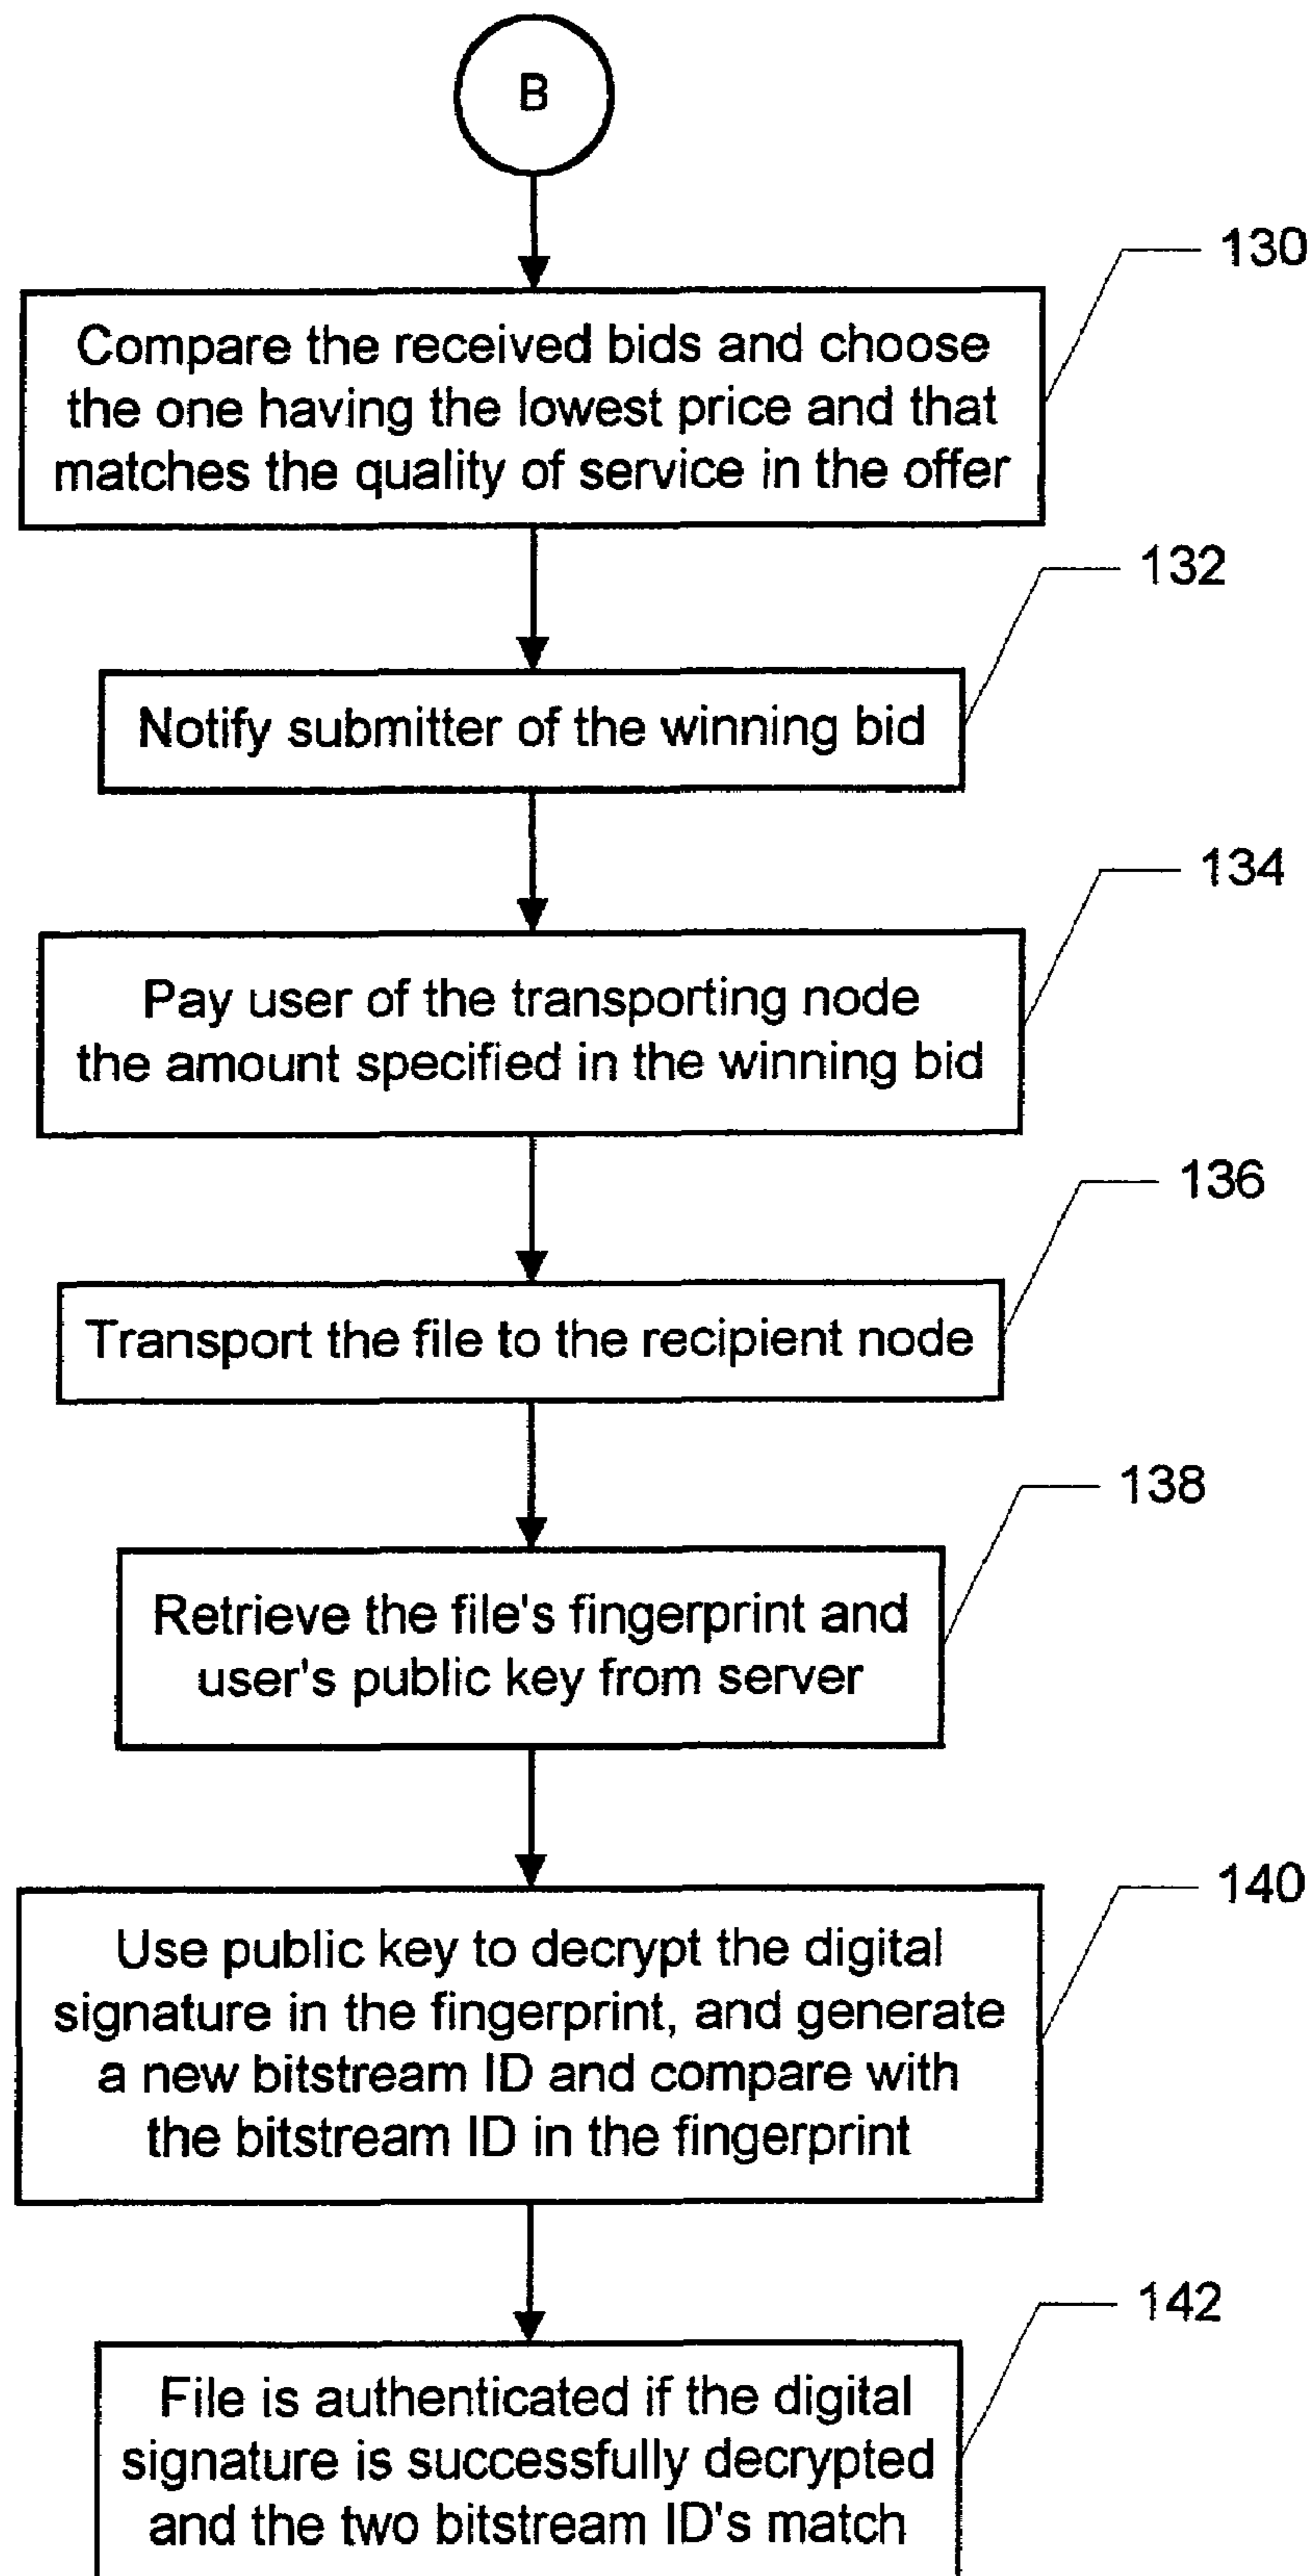 B
130
Compare the received bids and choose
the one having the lowest price and that
matches the quality of service in the offer
132
Notify submitter of the winning bid
134
Pay user of the transporting node
the amount specified in the winning bid
136
Transport the file to the recipient node
138
Retrieve the file's fingerprint and
user's public key from server
140
Use public key to decrypt the digital
signature in the fingerprint, and generate
a new bitstream ID and compare with
the bitstream ID in the fingerprint
142
File is authenticated if the digital
signature is successfully decrypted
and the two bitstream ID's match